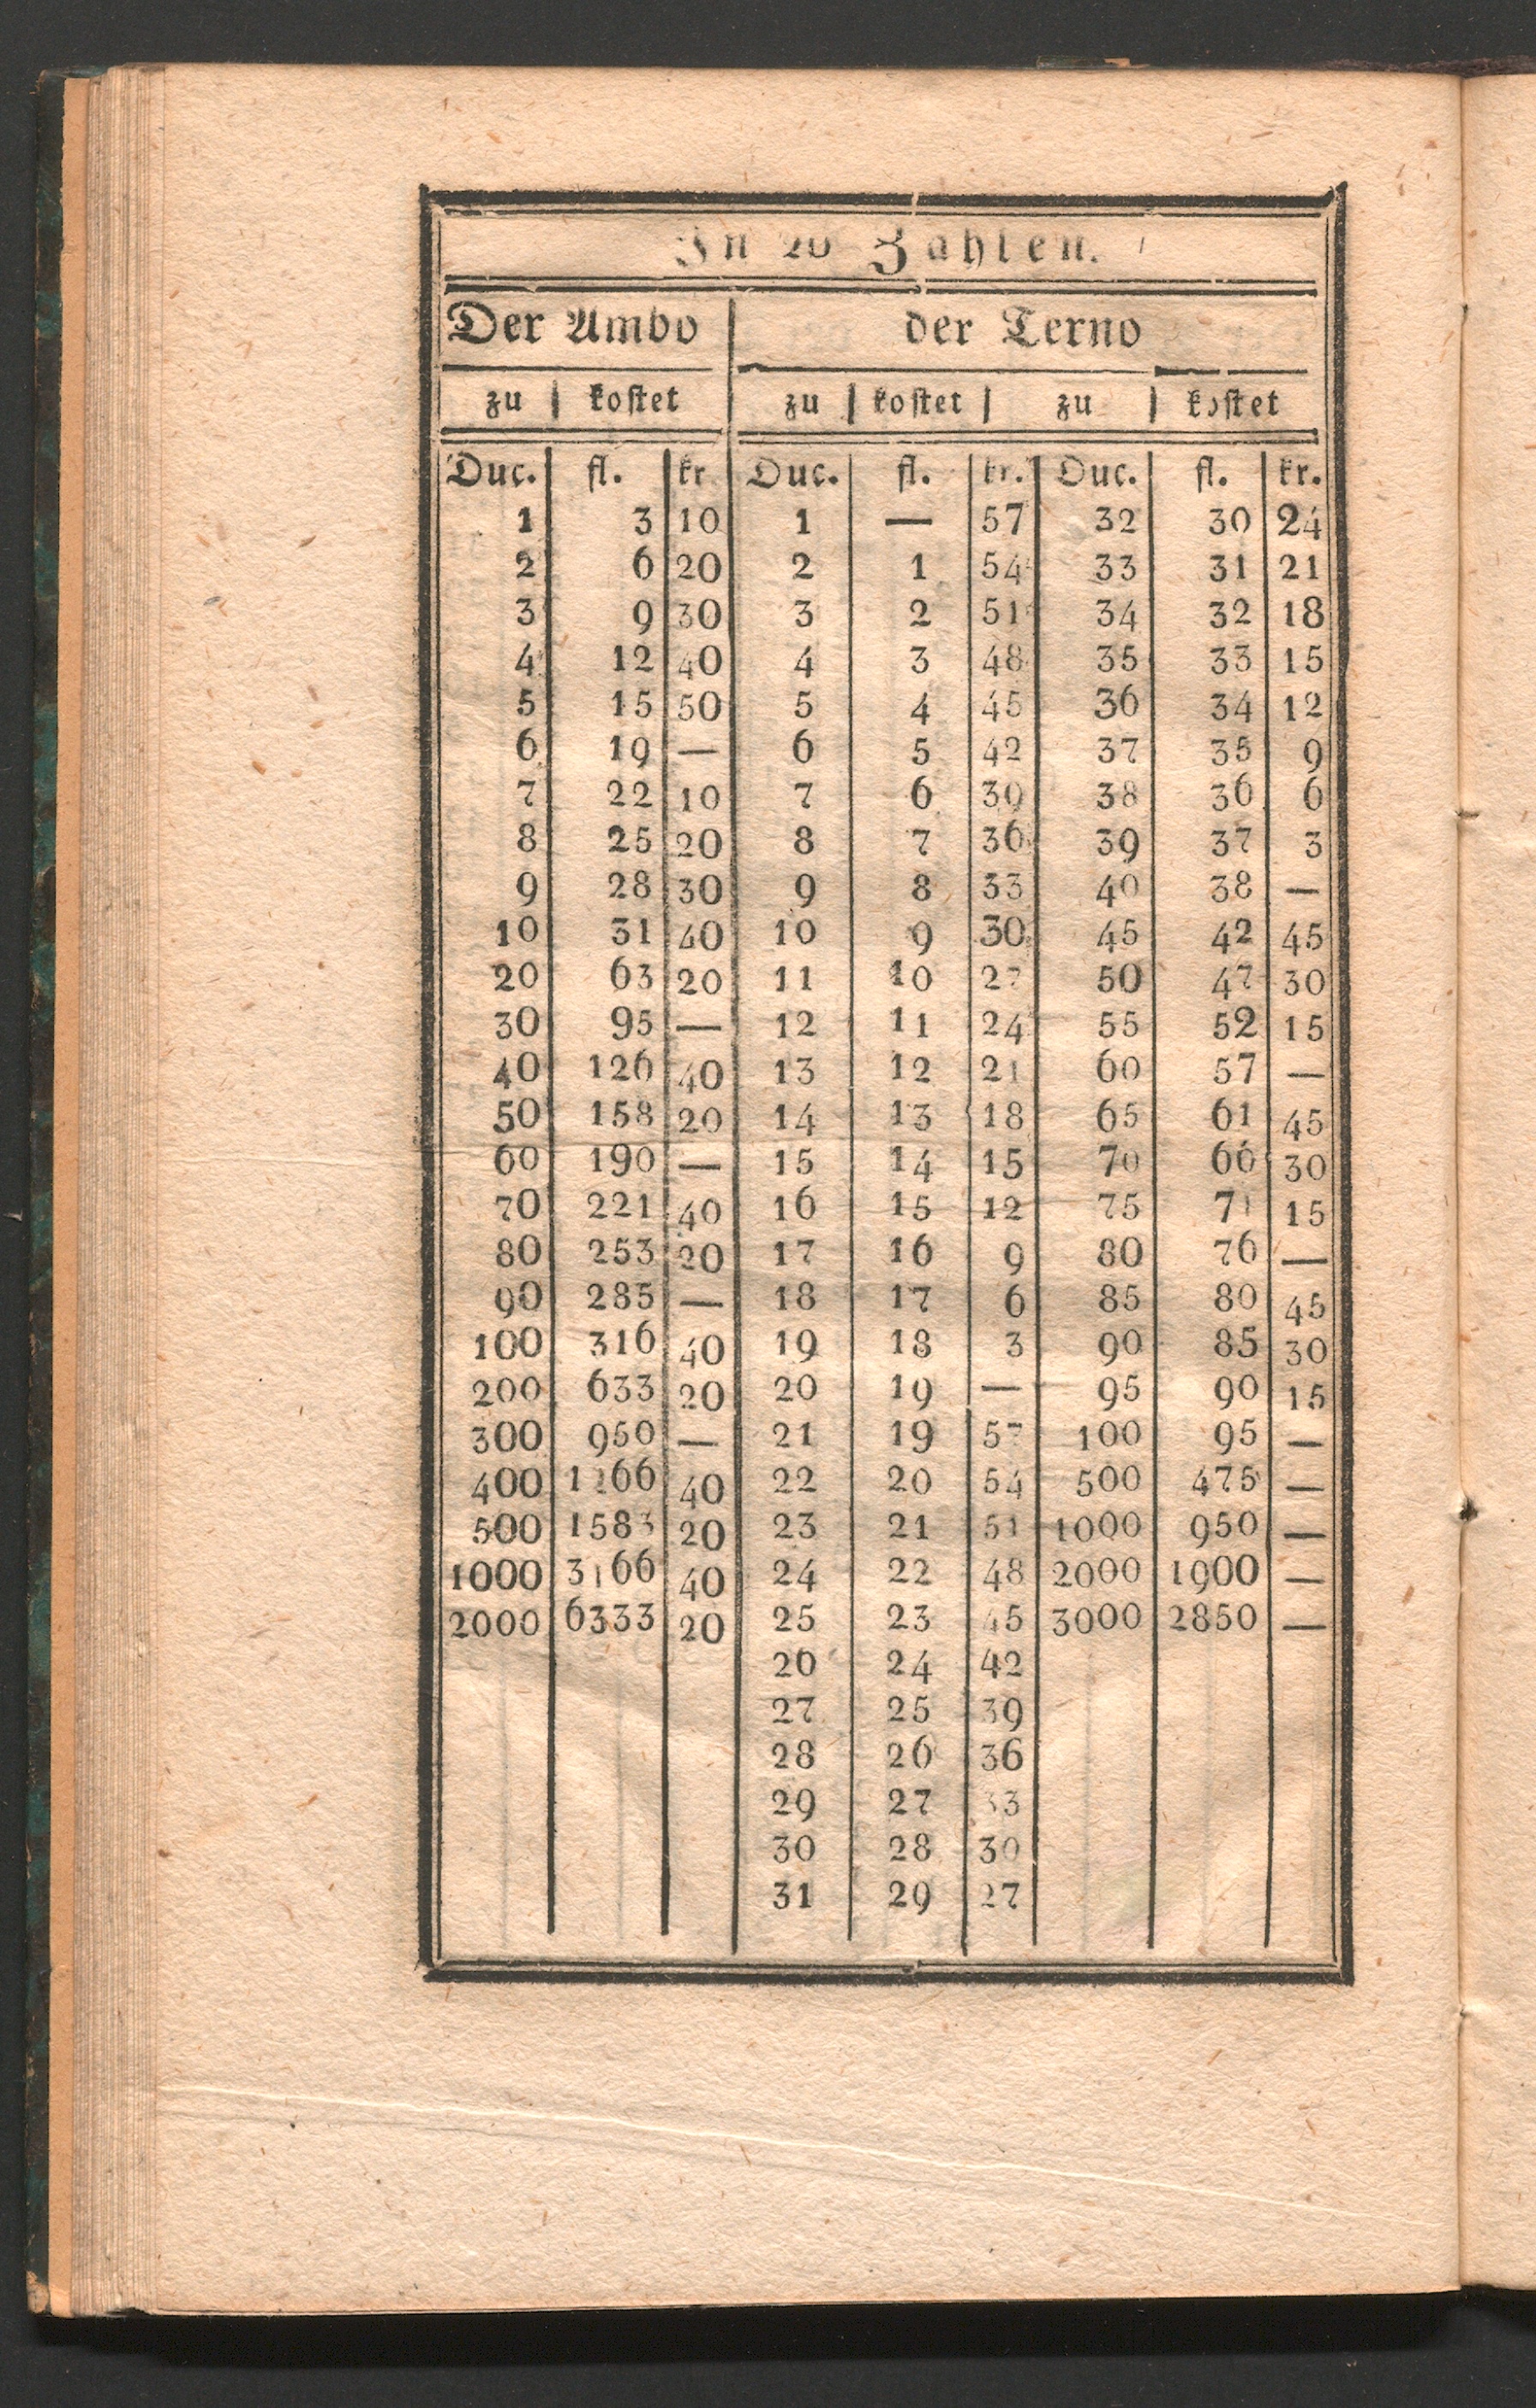 In 20 Zahlen.
Der Ambo der Terno
zu kostet zu kostet zu kostet
Duc. fl. kr Duc. fl. kr. Duc. fl. kr.
1 3 10 1 — 57 32 30 24
2 6 20 2 1 54 33 31 21
3 9 30 3 2 51 34 32 18
4 12 40 4 3 48 35 33 15
5 15 50 5 4 45 36 34 12
6 19 — 6 5 42 37 35 9
7 22 10 7 6 39 38 36 6
8 25 20 8 7 36 39 37 3
9 28 30 9 8 33 40 38 —
10 31 40 10 9 30 45 42 45
20 63 20 11 10 27 50 47 30
30 95 — 12 11 24 55 52 15
40 126 40 13 12 21 60 57 —
50 158 20 14 13 18 65 61 45
60 190 — 15 14 15 70 66 30
70 221 40 16 15 12 75 71 15
80 253 20 17 16 9 80 76 —
90 285 — 18 17 6 85 80 45
100 316 40 19 18 3 90 85 30
200 633 20 20 19 — 95 90 15
300 950 — 21 19 57 100 95 —
400 1266 40 22 20 54 500 475 —
500 1583 20 23 21 51 1000 950 —
1000 3166 40 24 22 48 2000 1900 —
2000 6333 20 25 23 45 3000 2850 —
26 24 42
27 25 39
28 26 36
29 27 33
30 28 30
31 29 27